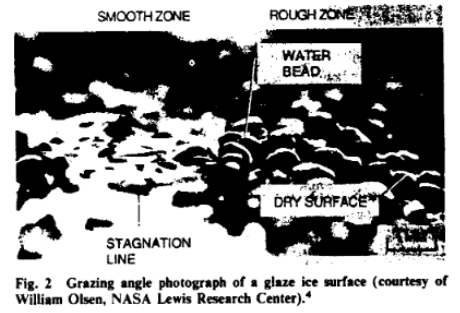 SMOOTH ZONE ROUGH ZONE
WATER
BEAD
DRY SURFACE
STAGNATION
LINE
Fig. 2 Grazing angle photograph of a glaze ice surface (courtesy of
William Olsen, NASA Lewis Research Center).⁴